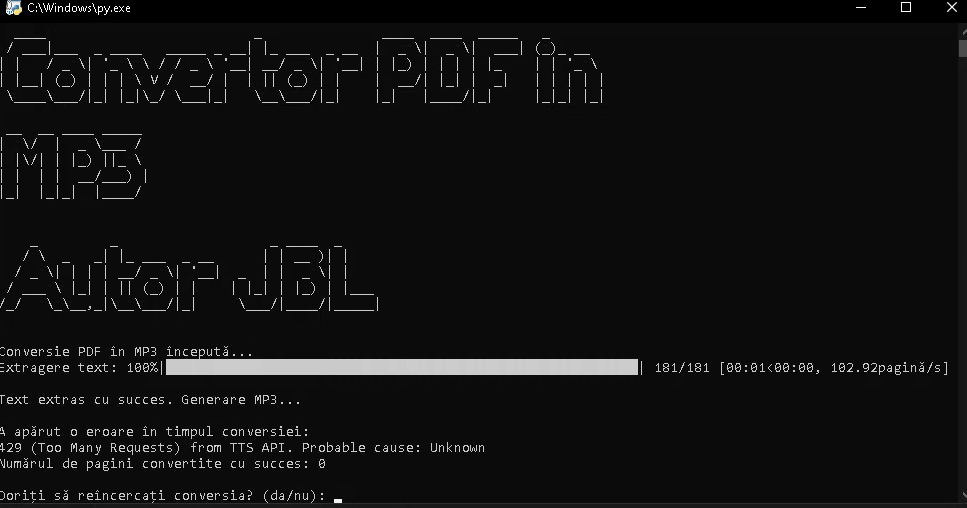 C:\Windows\py.exe
Convertor PDF in
MP3
Autor JBL
Conversie PDF în MP3 începută...
Extragere text: 100%| | 181/181 [00:01<00:00, 102.92pagină/s]
Text extras cu succes. Generare MP3...
A apărut o eroare în timpul conversiei:
429 (Too Many Requests) from TTS API. Probable cause: Unknown
Numărul de pagini convertite cu succes: 0
Doriți să reîncercați conversia? (da/nu):